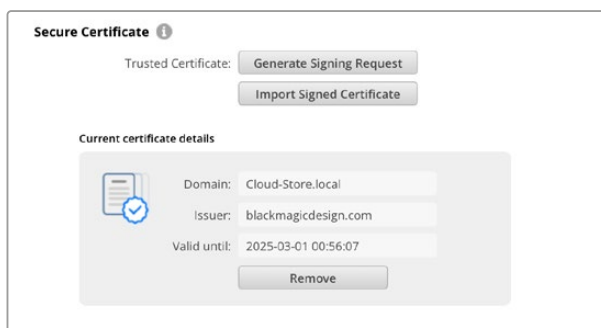 Secure Certificate i
Trusted Certificate: Generate Signing Request
Import Signed Certificate
Current certificate details
Domain: Cloud-Store.local
Issuer: blackmagicdesign.com
Valid until: 2025-03-01 00:56:07
Remove